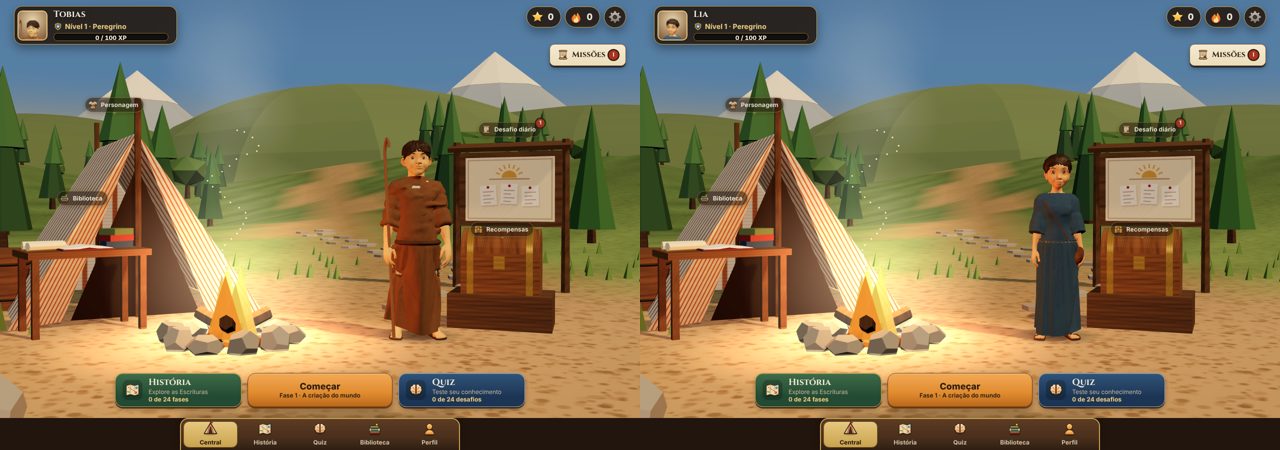 Tobias
Nível 1 · Peregrino
0 / 100 XP
0
0
Missões
1
Personagem
Desafio diário
1
Biblioteca
Recompensas
História
Explore as Escrituras
0 de 24 fases
Começar
Fase 1 · A criação do mundo
Quiz
Teste seu conhecimento
0 de 24 desafios
Central
História
Quiz
Biblioteca
Perfil
Lia
Nível 1 · Peregrino
0 / 100 XP
0
0
Missões
1
Personagem
Desafio diário
1
Biblioteca
Recompensas
História
Explore as Escrituras
0 de 24 fases
Começar
Fase 1 · A criação do mundo
Quiz
Teste seu conhecimento
0 de 24 desafios
Central
História
Quiz
Biblioteca
Perfil